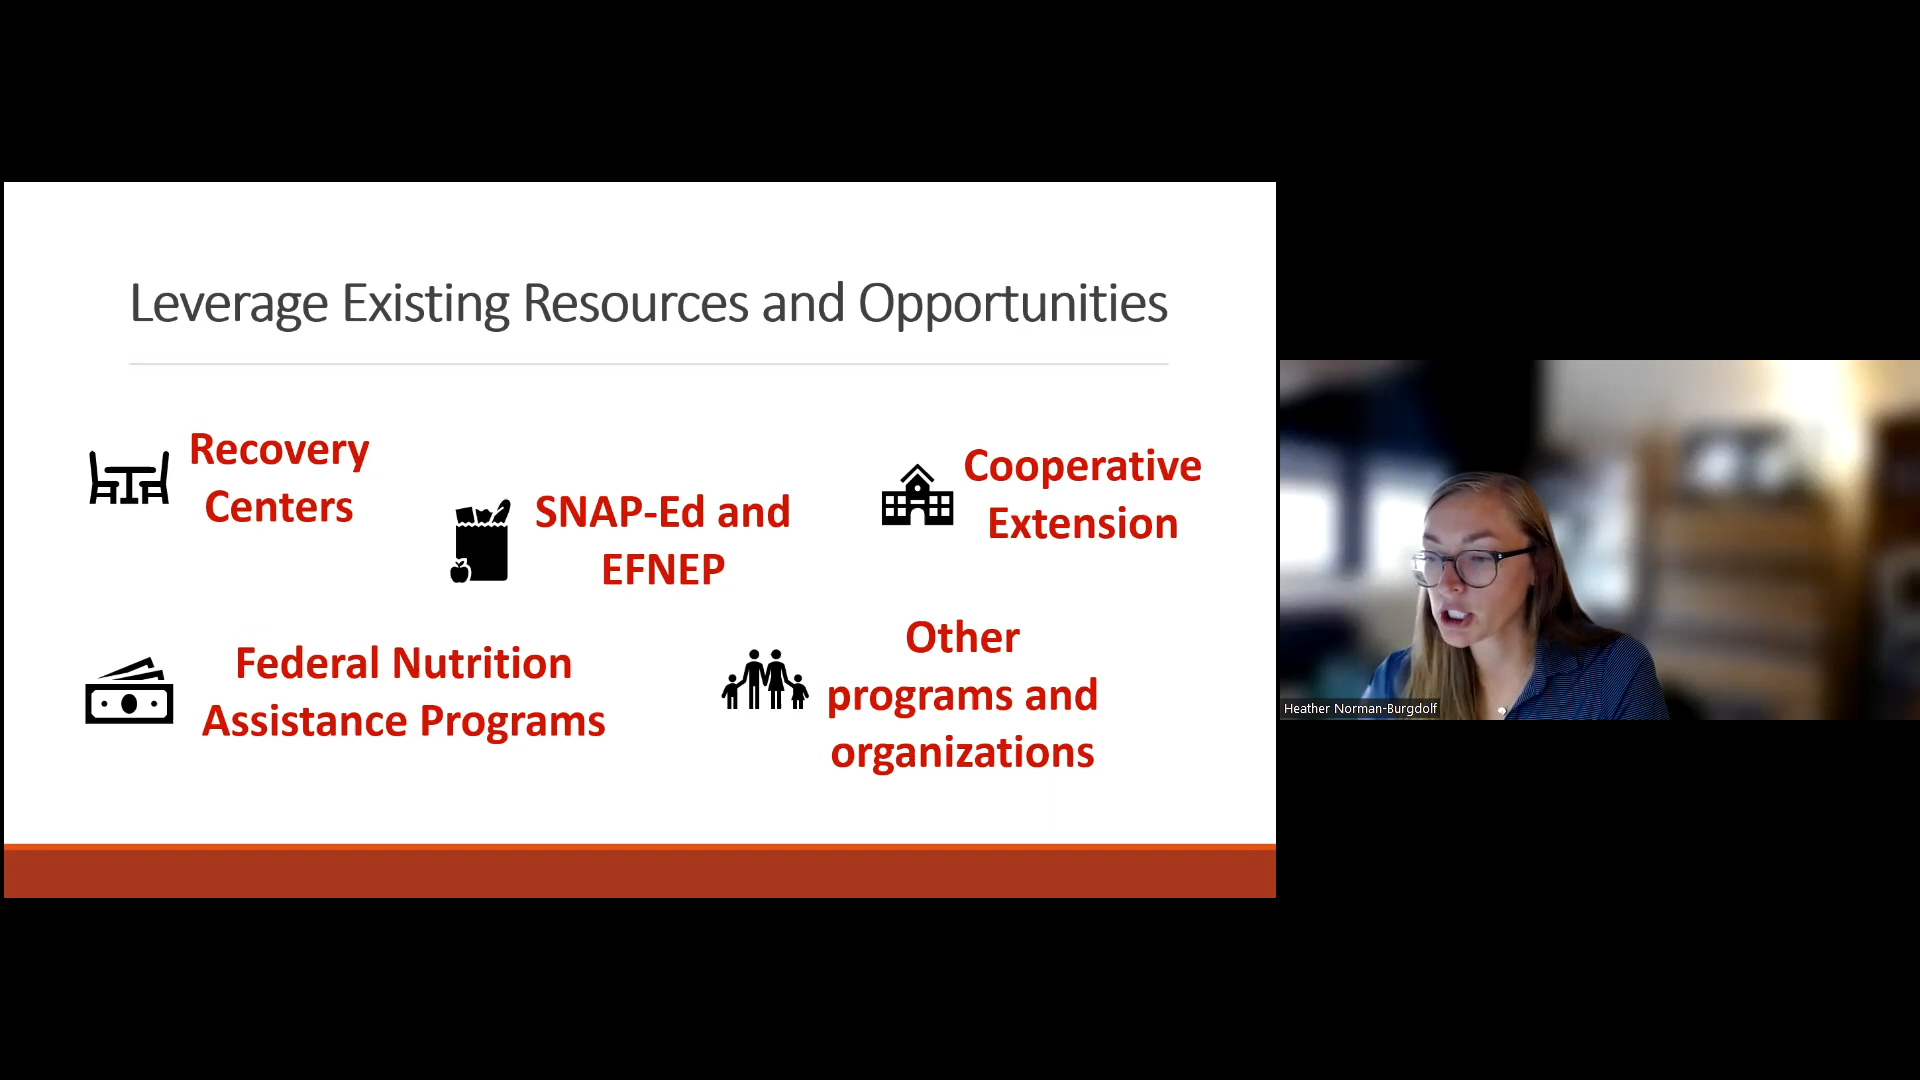 Leverage Existing Resources and Opportunities
Recovery
Centers
SNAP-Ed and
EFNEP
Cooperative
Extension
Federal Nutrition
Assistance Programs
Other
programs and
organizations
Heather Norman-Burgdolf